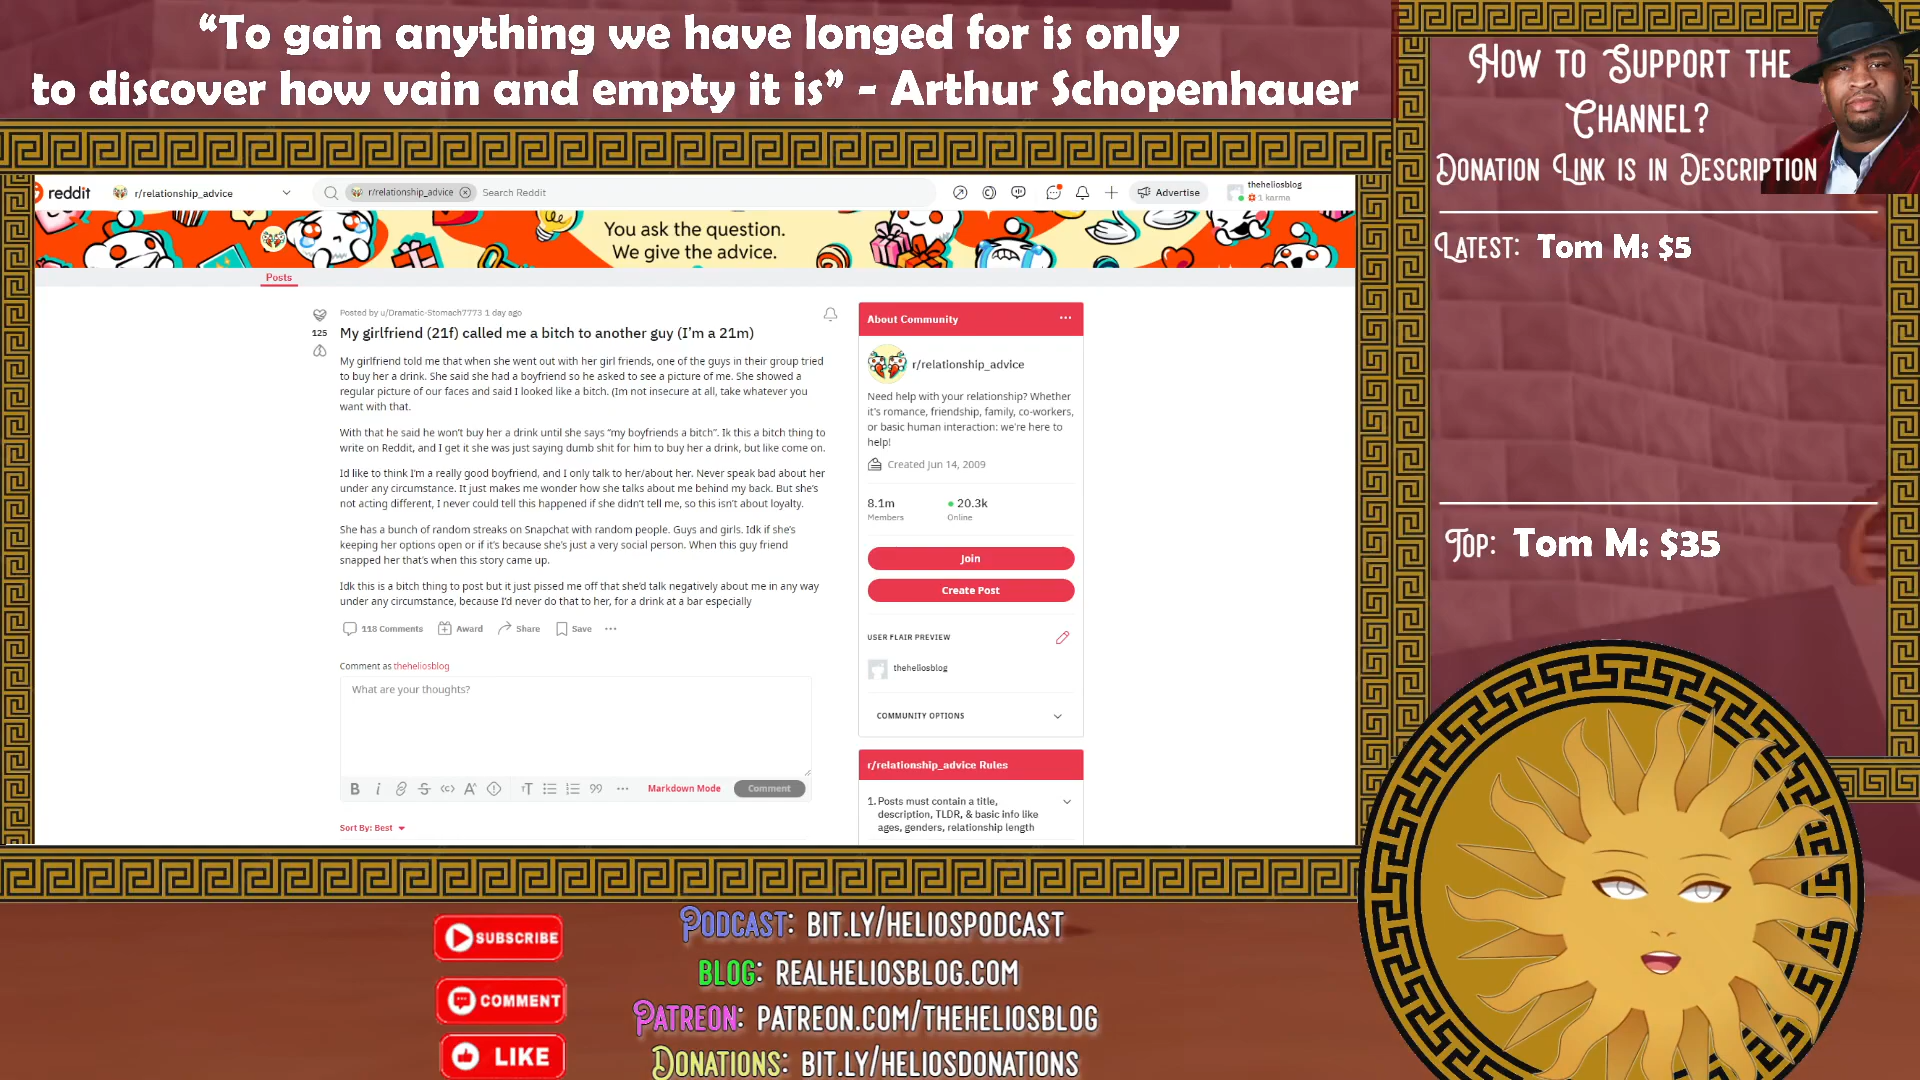 “To gain anything we have longed for is only
to discover how vain and empty it is” - Arthur Schopenhauer
How to Support the
Channel?
Donation Link is in Description
Latest: Tom M: $5
Top: Tom M: $35
reddit
r/relationship_advice
r/relationship_advice
Search Reddit
Advertise
theheliosblog
1 karma
You ask the question.
We give the advice.
Posts
Posted by u/Dramatic-Stomach7773 1 day ago
125
My girlfriend (21f) called me a bitch to another guy (I’m a 21m)
My girlfriend told me that when she went out with her girl friends, one of the guys in their group tried
to buy her a drink. She said she had a boyfriend so he asked to see a picture of me. She showed a
regular picture of our faces and said I looked like a bitch. (Im not insecure at all, take whatever you
want with that.
With that he said he won’t buy her a drink until she says “my boyfriends a bitch”. Ik this a bitch thing to
write on Reddit, and I get it she was just saying dumb shit for him to buy her a drink, but like come on.
Id like to think I’m a really good boyfriend, and I only talk to her/about her. Never speak bad about her
under any circumstance. It just makes me wonder how she talks about me behind my back. But she’s
not acting different, I never could tell this happened if she didn’t tell me, so this isn’t about loyalty.
She has a bunch of random streaks on Snapchat with random people. Guys and girls. Idk if she’s
keeping her options open or if it’s because she’s just a very social person. When this guy friend
snapped her that’s when this story came up.
Idk this is a bitch thing to post but it just pissed me off that she’d talk negatively about me in any way
under any circumstance, because I’d never do that to her, for a drink at a bar especially
118 Comments
Award
Share
Save
Comment as theheliosblog
What are your thoughts?
Markdown Mode
Comment
Sort By: Best
About Community
r/relationship_advice
Need help with your relationship? Whether
it’s romance, friendship, family, co-workers,
or basic human interaction: we’re here to
help!
Created Jun 14, 2009
8.1m
20.3k
Members
Online
Join
Create Post
USER FLAIR PREVIEW
theheliosblog
COMMUNITY OPTIONS
r/relationship_advice Rules
1. Posts must contain a title,
description, TLDR, & basic info like
ages, genders, relationship length
SUBSCRIBE
COMMENT
LIKE
Podcast: bit.ly/heliospodcast
Blog: realheliosblog.com
Patreon: patreon.com/theheliosblog
Donations: bit.ly/heliosdonations